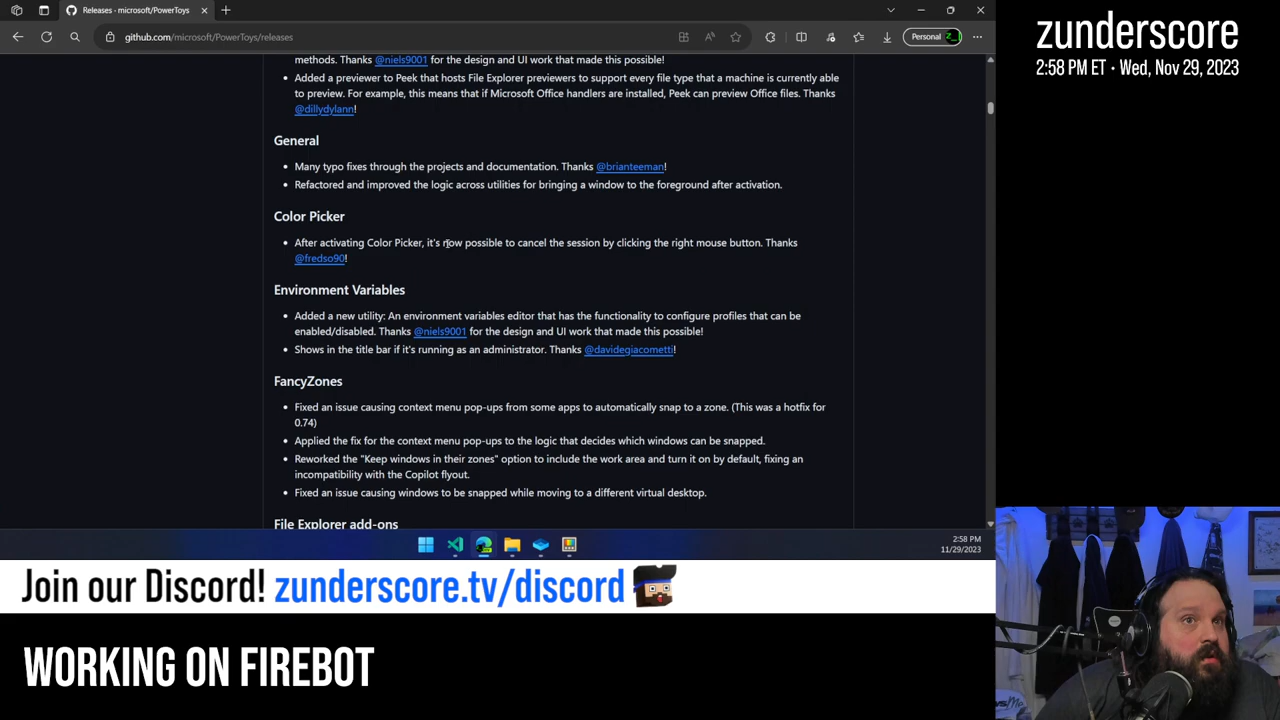 Releases - microsoft/PowerToys
github.com/microsoft/PowerToys/releases
Personal
methods. Thanks @niels9001 for the design and UI work that made this possible!
Added a previewer to Peek that hosts File Explorer previewers to support every file type that a machine is currently able
to preview. For example, this means that if Microsoft Office handlers are installed, Peek can preview Office files. Thanks
@dillydylann!
General
Many typo fixes through the projects and documentation. Thanks @brianteeman!
Refactored and improved the logic across utilities for bringing a window to the foreground after activation.
Color Picker
After activating Color Picker, it's now possible to cancel the session by clicking the right mouse button. Thanks
@fredso90!
Environment Variables
Added a new utility: An environment variables editor that has the functionality to configure profiles that can be
enabled/disabled. Thanks @niels9001 for the design and UI work that made this possible!
Shows in the title bar if it's running as an administrator. Thanks @davidegiacometti!
FancyZones
Fixed an issue causing context menu pop-ups from some apps to automatically snap to a zone. (This was a hotfix for
0.74)
Applied the fix for the context menu pop-ups to the logic that decides which windows can be snapped.
Reworked the "Keep windows in their zones" option to include the work area and turn it on by default, fixing an
incompatibility with the Copilot flyout.
Fixed an issue causing windows to be snapped while moving to a different virtual desktop.
File Explorer add-ons
2:58 PM
11/29/2023
zunderscore
2:58 PM ET • Wed, Nov 29, 2023
Join our Discord! zunderscore.tv/discord
WORKING ON FIREBOT